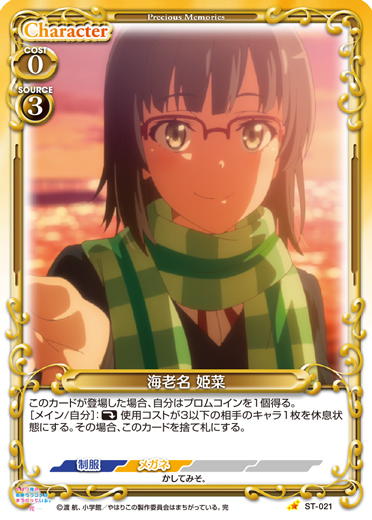 Precious Memories
Character
COST
0
SOURCE
3
海老名 姫菜
このカードが登場した場合、自分はプロムコインを1個得る。
[メイン/自分]: 使用コストが3以下の相手のキャラ1枚を休息状
態にする。その場合、このカードを捨て札にする。
制服 メガネ
かしてみそ。
©渡 航、小学館/やはりこの製作委員会はまちがっている。完 ST-021